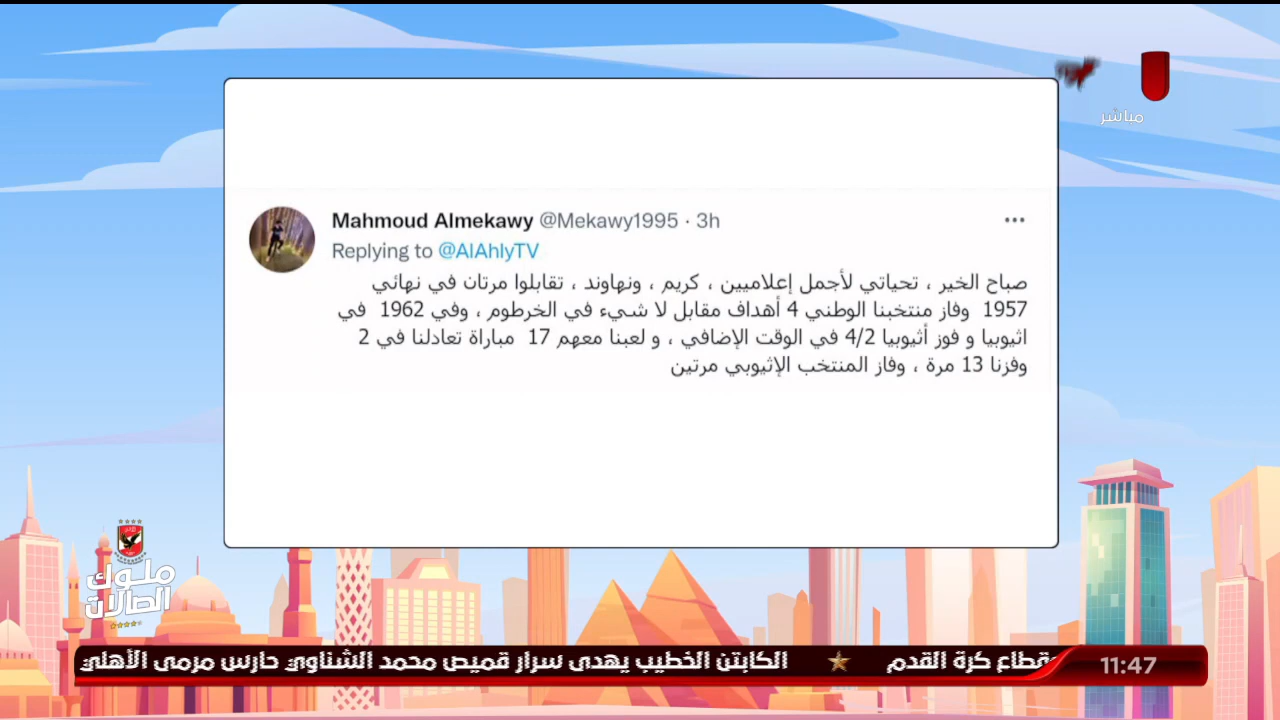 مباشر
Mahmoud Almekawy @Mekawy1995 · 3h
Replying to @AlAhlyTV
صباح الخير ، تحياتي لأجمل إعلاميين ، كريم ، ونهاوند ، تقابلوا مرتان في نهائي
1957 وفاز منتخبنا الوطني 4 أهداف مقابل لا شيء في الخرطوم ، وفي 1962 في
اثيوبيا و فوز أثيوبيا 4/2 في الوقت الإضافي ، و لعبنا معهم 17 مباراة تعادلنا في 2
وفزنا 13 مرة ، وفاز المنتخب الإثيوبي مرتين
ملوك
الصالات
قطاع كرة القدم ★ الكابتن الخطيب يهدى سرار قميص محمد الشناوي حارس مرمى الأهلي
11:47